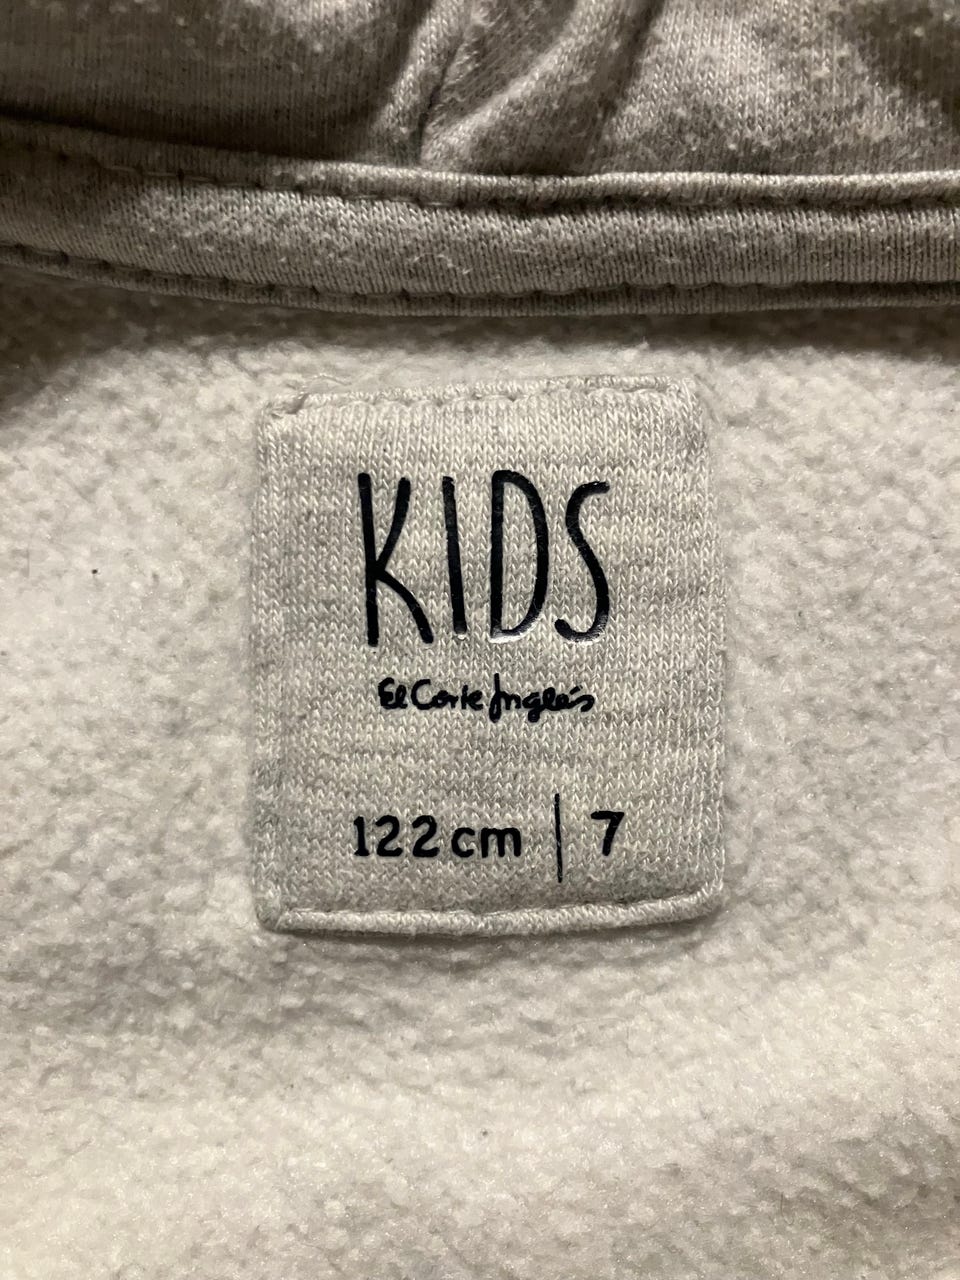 KIDS
El Corte Inglés
122 cm | 7